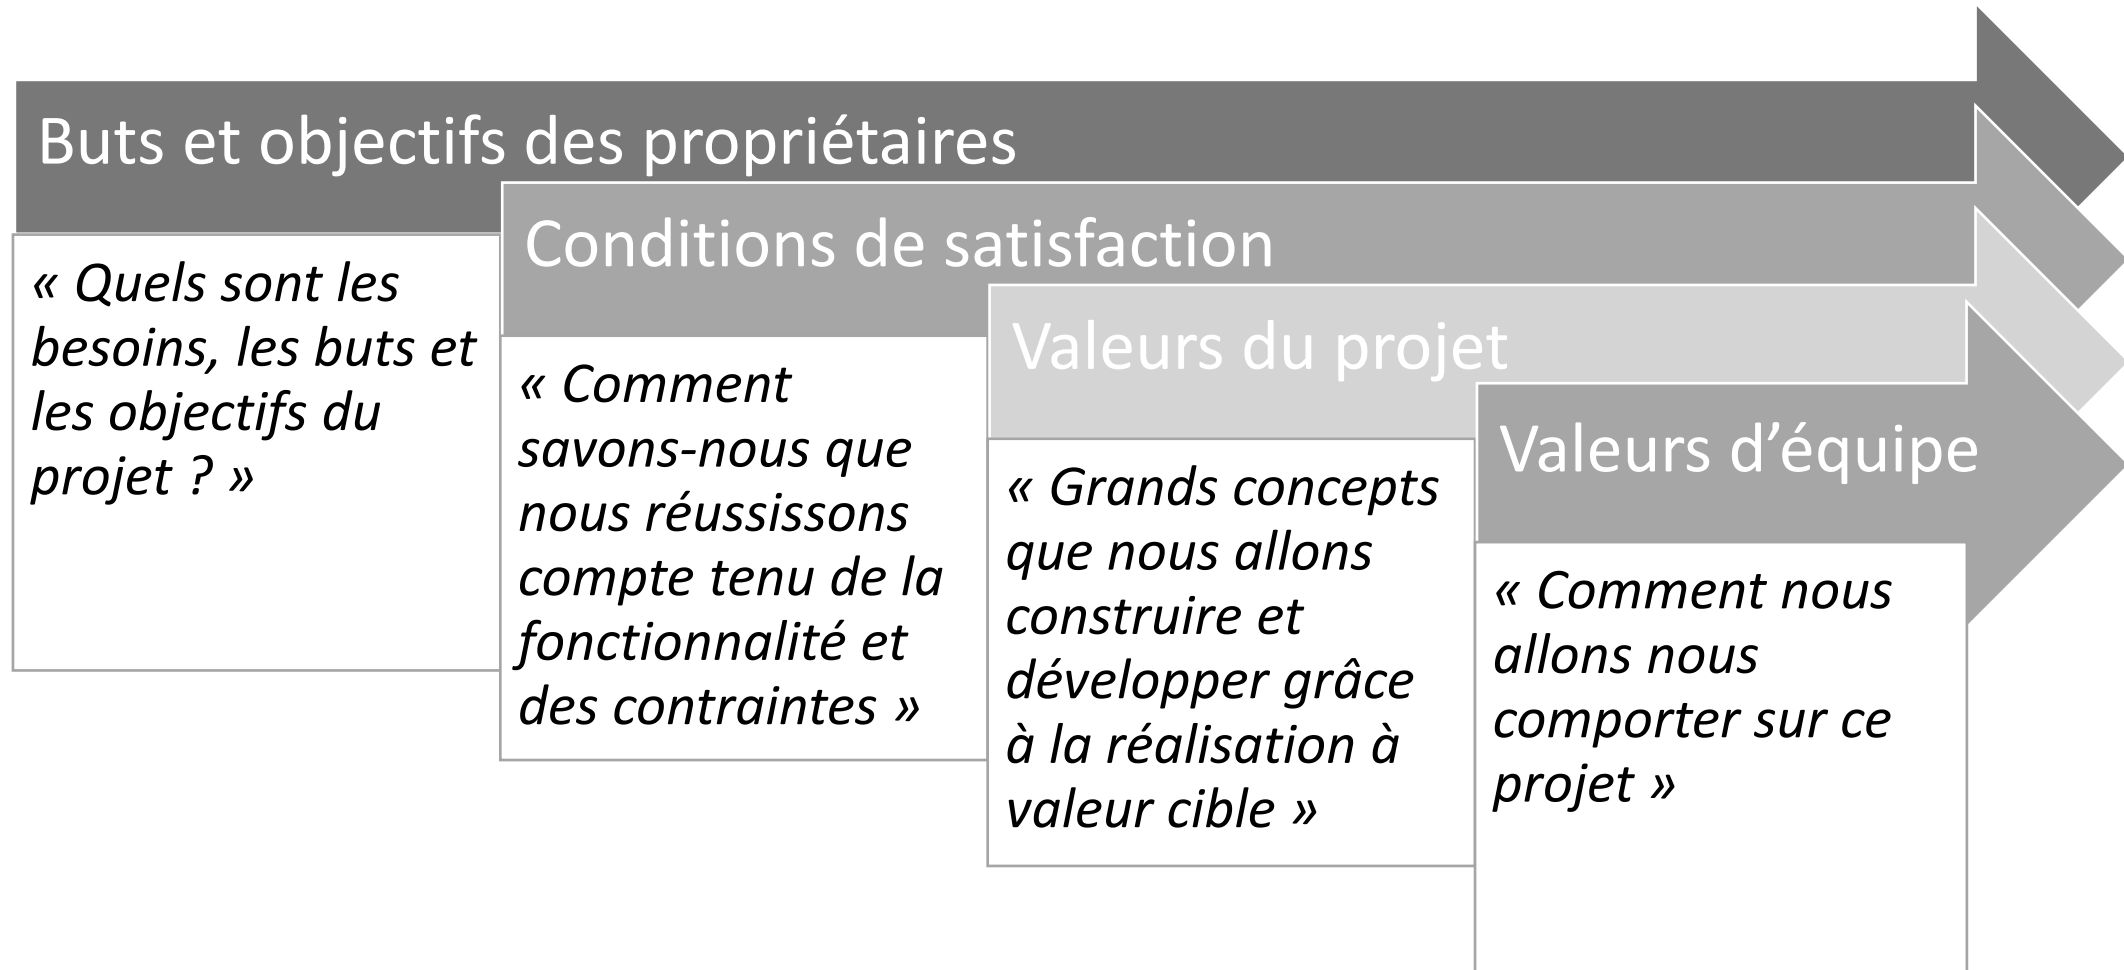 Buts et objectifs des propriétaires
« Quels sont les
besoins, les buts et
les objectifs du
projet ? »
Conditions de satisfaction
« Comment
savons-nous que
nous réussissons
compte tenu de la
fonctionnalité et
des contraintes »
Valeurs du projet
« Grands concepts
que nous allons
construire et
développer grâce
à la réalisation à
valeur cible »
Valeurs d’équipe
« Comment nous
allons nous
comporter sur ce
projet »